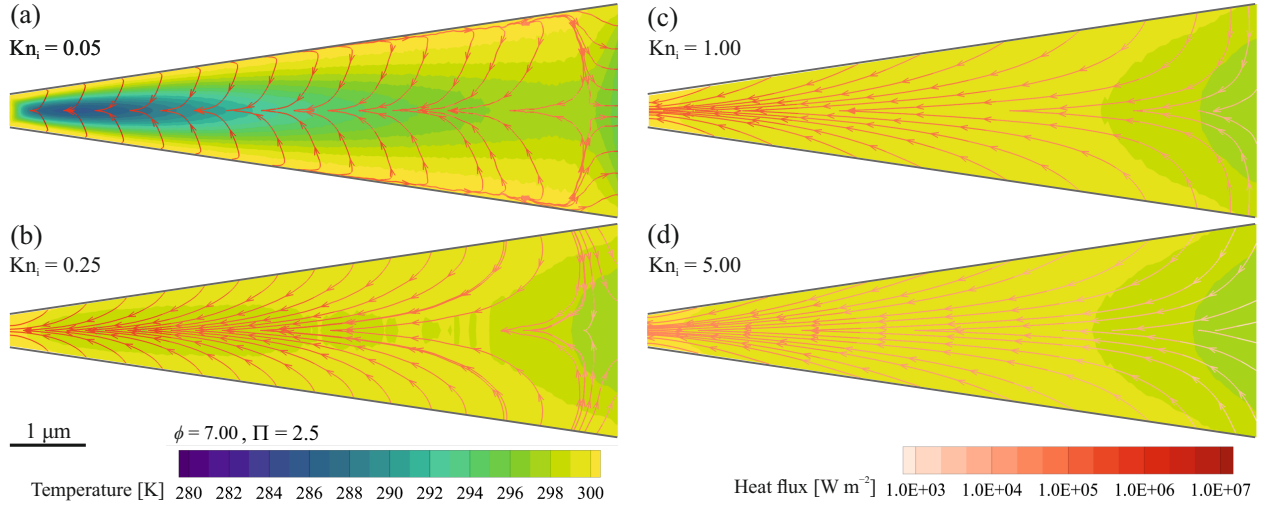 (a)
Kn_i = 0.05
(b)
Kn_i = 0.25
1 μm
ϕ = 7.00 , Π = 2.5
Temperature [K]
280 282 284 286 288 290 292 294 296 298 300
(c)
Kn_i = 1.00
(d)
Kn_i = 5.00
Heat flux [W m⁻²]
1.0E+03 1.0E+04 1.0E+05 1.0E+06 1.0E+07